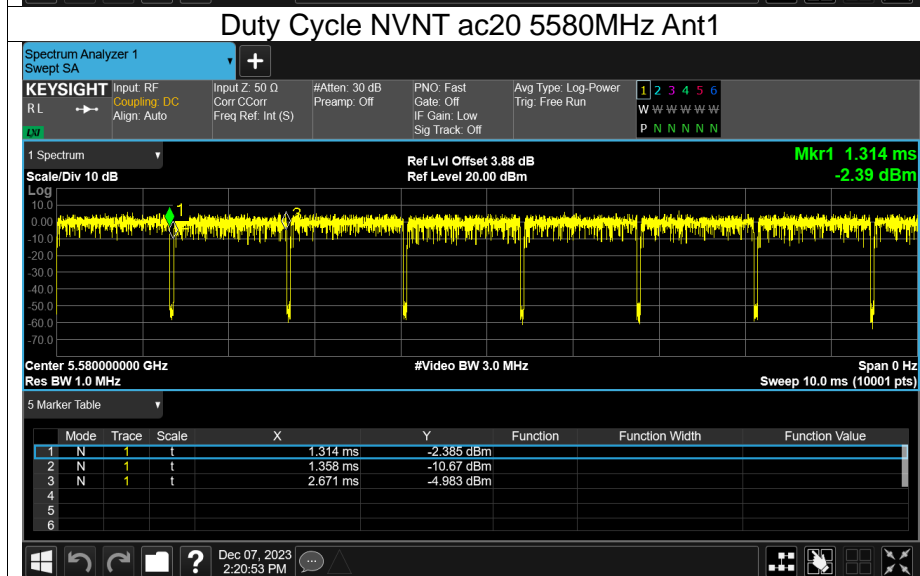 Duty Cycle NVNT ac20 5580MHz Ant1
Spectrum Analyzer 1
Swept SA
+
KEYSIGHT Input: RF Input Z: 50 Ω #Atten: 30 dB PNO: Fast Avg Type: Log-Power 1 2 3 4 5 6
R L Coupling: DC Corr CCorr Preamp: Off Gate: Off Trig: Free Run W W W W W W
Align: Auto Freq Ref: Int (S) IF Gain: Low
LXI Sig Track: Off P N N N N N
1 Spectrum Ref Lvl Offset 3.88 dB Mkr1 1.314 ms
Scale/Div 10 dB Ref Level 20.00 dBm -2.39 dBm
Log
10.0
0.00
-10.0
-20.0
-30.0
-40.0
-50.0
-60.0
-70.0
1
Center 5.580000000 GHz #Video BW 3.0 MHz Span 0 Hz
Res BW 1.0 MHz Sweep 10.0 ms (10001 pts)
5 Marker Table
Mode Trace Scale X Y Function Function Width Function Value
1 N 1 t 1.314 ms -2.385 dBm
2 N 1 t 1.358 ms -10.67 dBm
3 N 1 t 2.671 ms -4.983 dBm
4
5
6
? Dec 07, 2023
2:20:53 PM